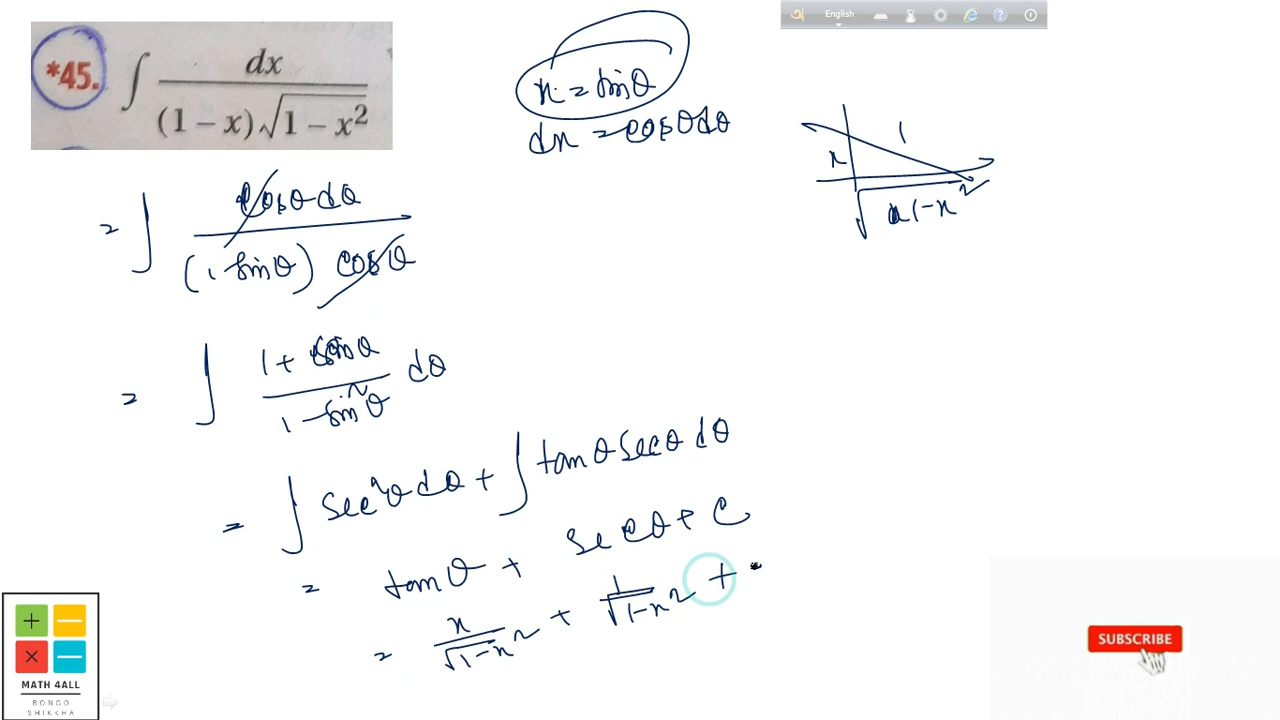 English
*45. ∫ dx / (1 − x)√(1 − x²)
x = sinθ
dx = cosθ dθ
x
1
√1−x²
= ∫ cosθ dθ / (1 sinθ) cosθ
= ∫ 1 + sinθ / 1 − sin²θ dθ
= ∫ sec²θ dθ + ∫ tanθ secθ dθ
= tanθ + secθ + C
= x / √1−x² + 1 / √1−x² +
SUBSCRIBE
+ −
× −
MATH 4ALL
BONGO
SHIKKHA